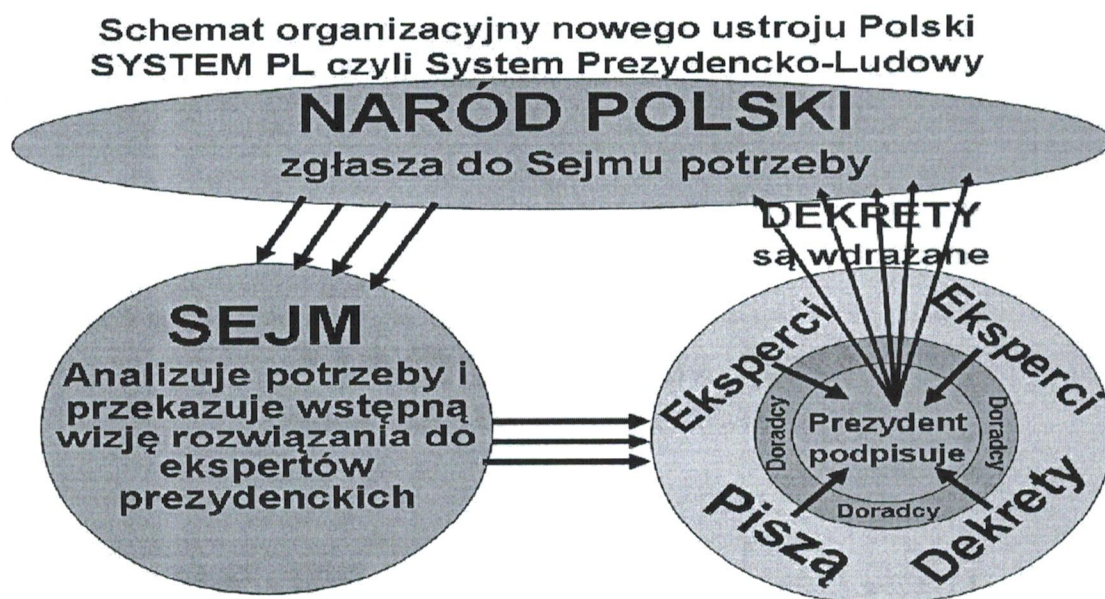 Schemat organizacyjny nowego ustroju Polski
SYSTEM PL czyli System Prezydencko-Ludowy
NARÓD POLSKI
zgłasza do Sejmu potrzeby
DEKRETY
są wdrażane
SEJM
Analizuje potrzeby i
przekazuje wstępną
wizję rozwiązania do
ekspertów
prezydenckich
Eksperci
Eksperci
Doradcy
Prezydent
podpisuje
Doradcy
Doradcy
Piszą
Dekrety